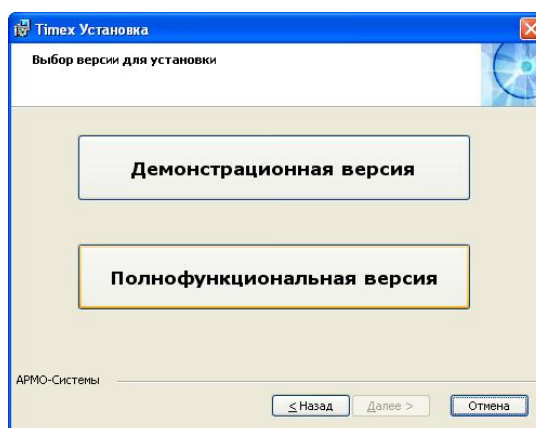 Timex Установка
Выбор версии для установки
Демонстрационная версия
Полнофункциональная версия
АРМО-Системы
< Назад
Далее >
Отмена